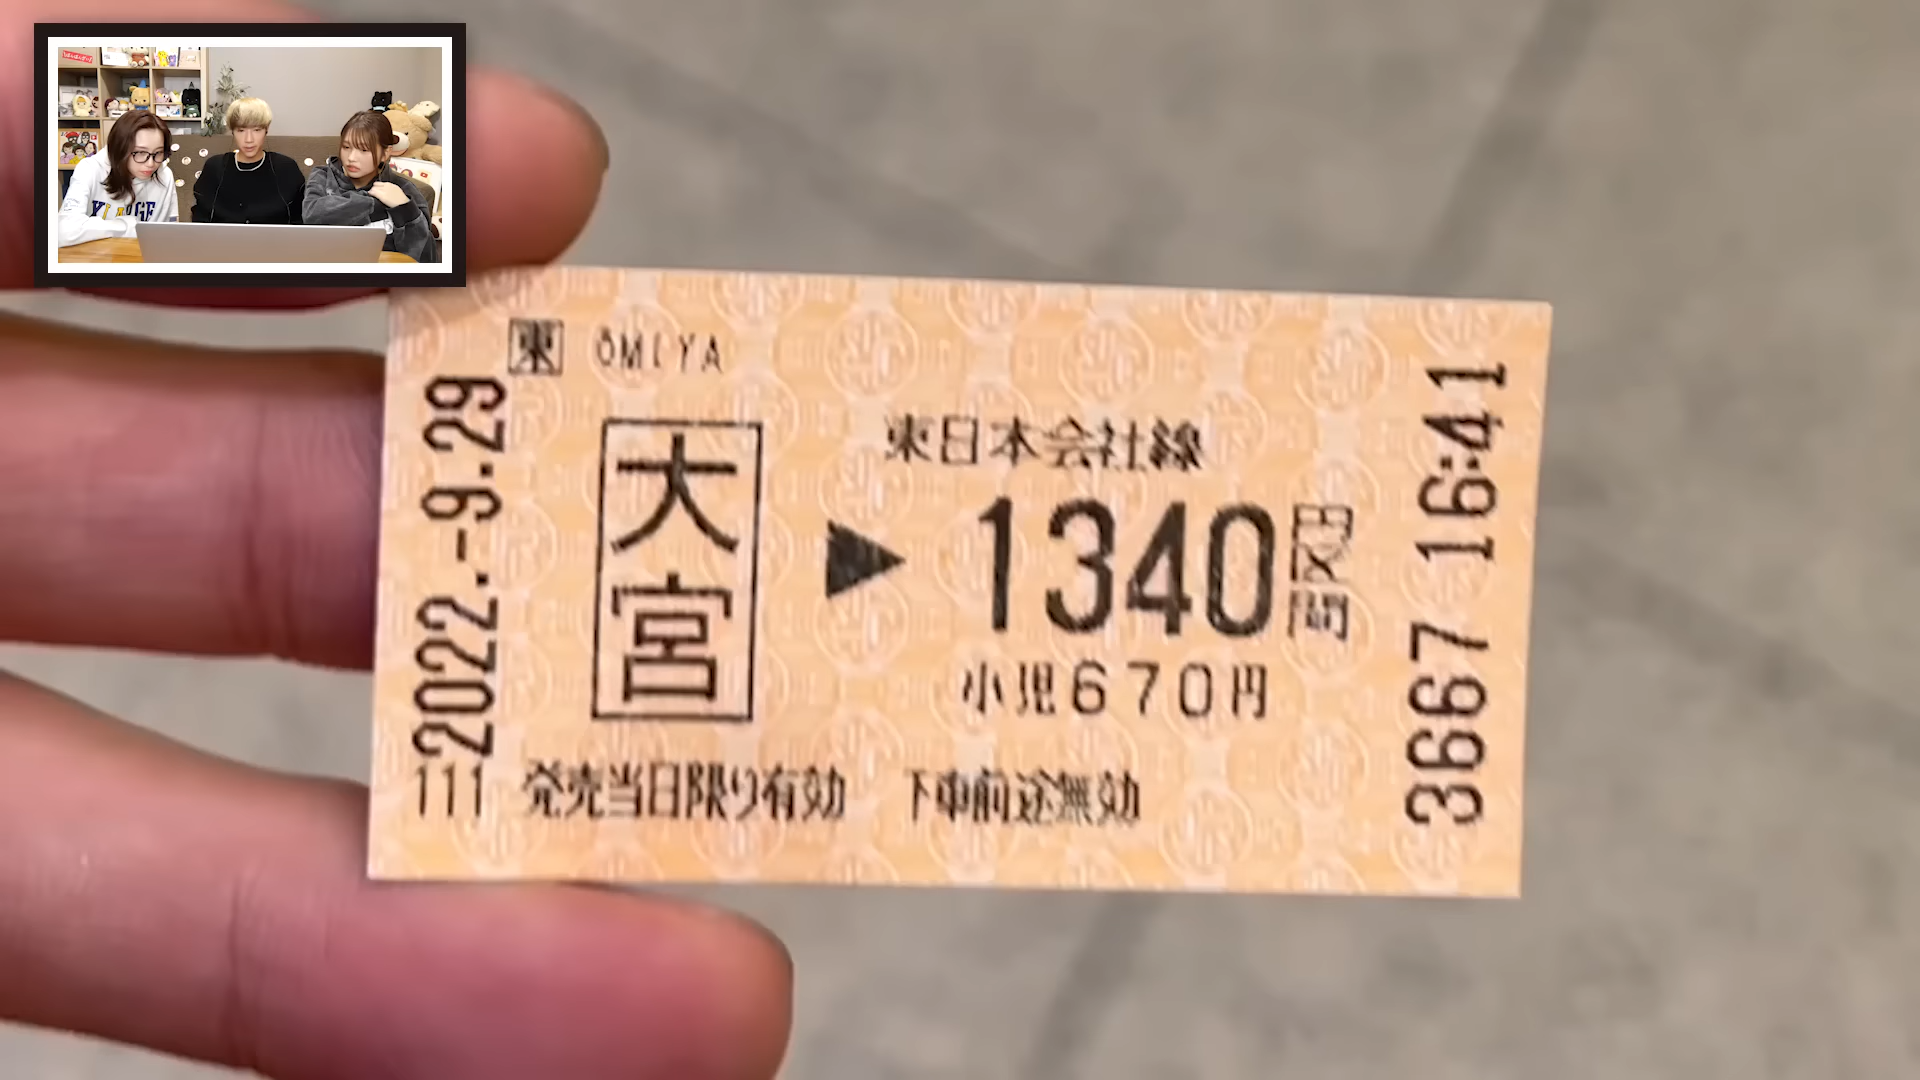 東 ÔMIYA
2022.-9.29
大宮
▶
東日本会社線
1340円区間
小児670円
3667 16:41
111 発売当日限り有効 下車前途無効
XLARGE